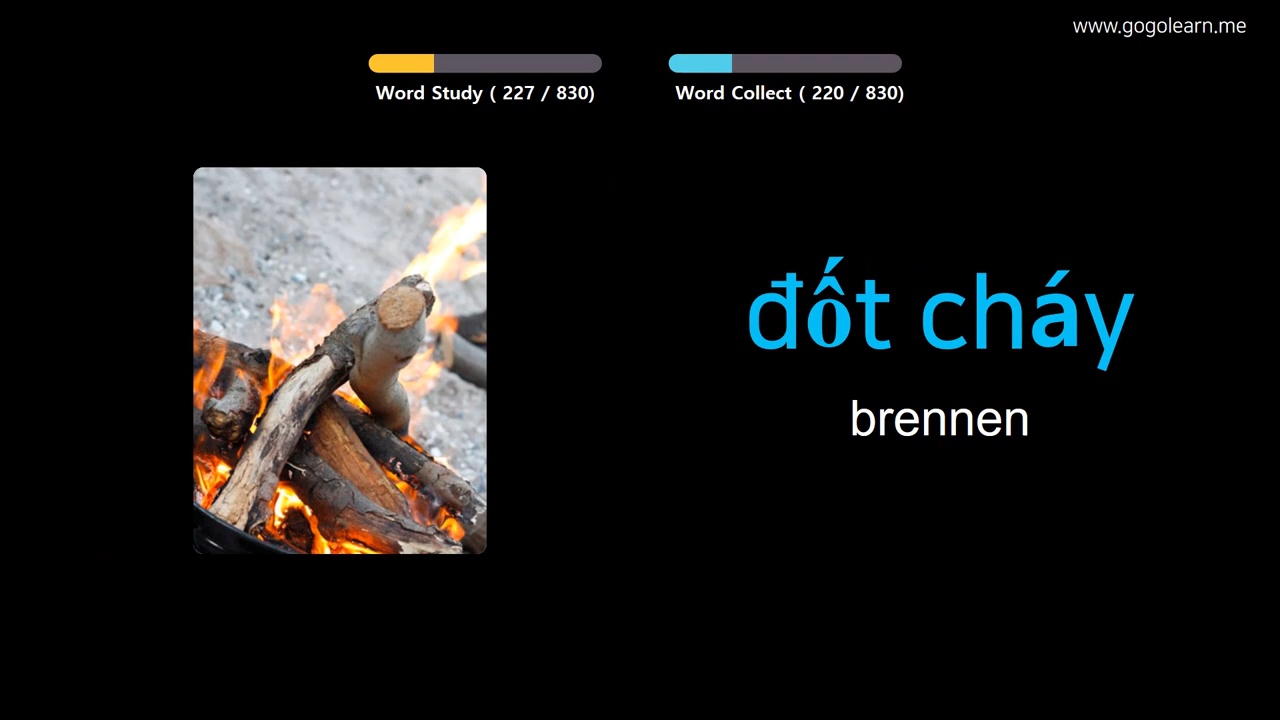 www.gogolearn.me
Word Study ( 227 / 830)
Word Collect ( 220 / 830)
đốt cháy
brennen